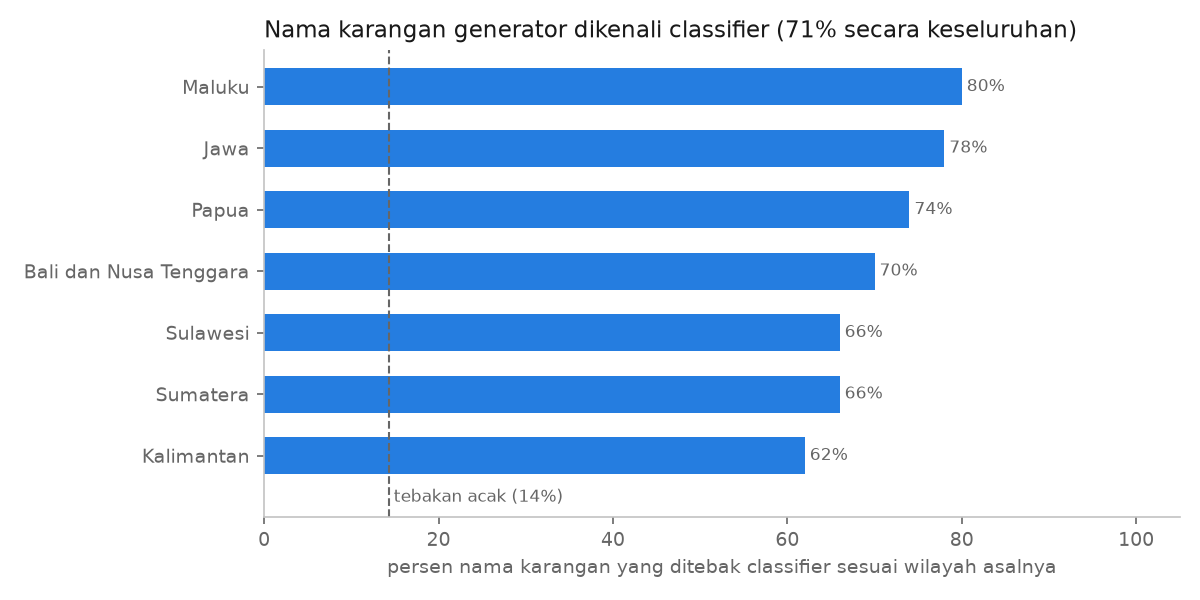 Nama karangan generator dikenali classifier (71% secara keseluruhan)
Maluku 80%
Jawa 78%
Papua 74%
Bali dan Nusa Tenggara 70%
Sulawesi 66%
Sumatera 66%
Kalimantan 62%
tebakan acak (14%)
0 20 40 60 80 100
persen nama karangan yang ditebak classifier sesuai wilayah asalnya